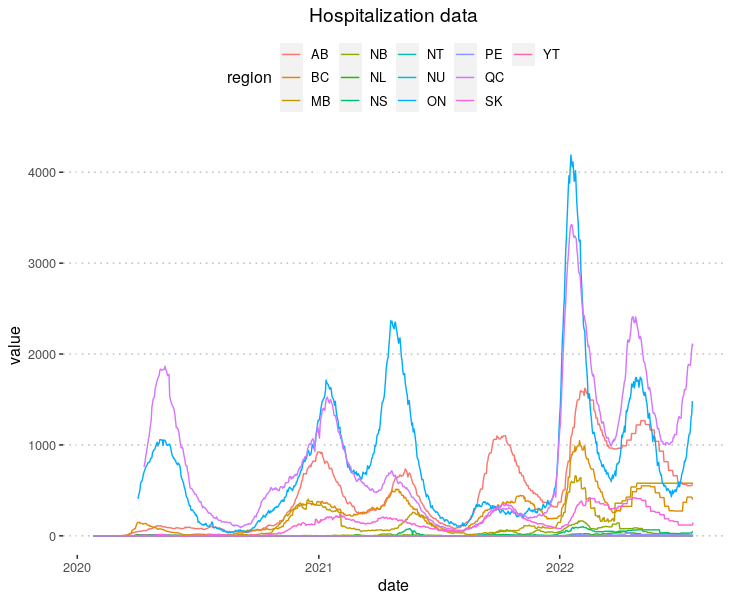 Hospitalization data
region
AB NB NT PE YT
BC NL NU QC
MB NS ON SK
4000
3000
2000
1000
0
value
2020 2021 2022
date